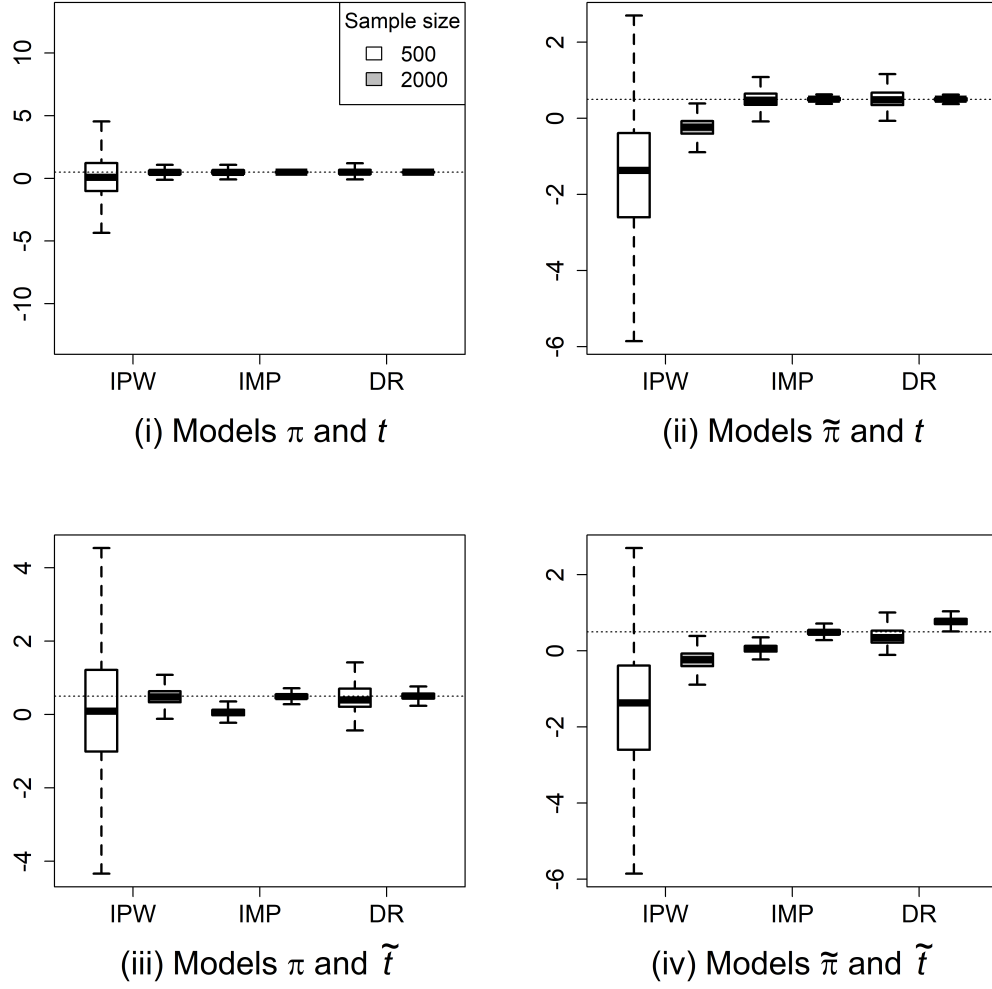 Sample size
500
2000
10
5
0
-5
-10
IPW IMP DR
(i) Models π and t
2
0
-2
-4
-6
IPW IMP DR
(ii) Models π̃ and t
4
2
0
-2
-4
IPW IMP DR
(iii) Models π and t̃
2
0
-2
-4
-6
IPW IMP DR
(iv) Models π̃ and t̃